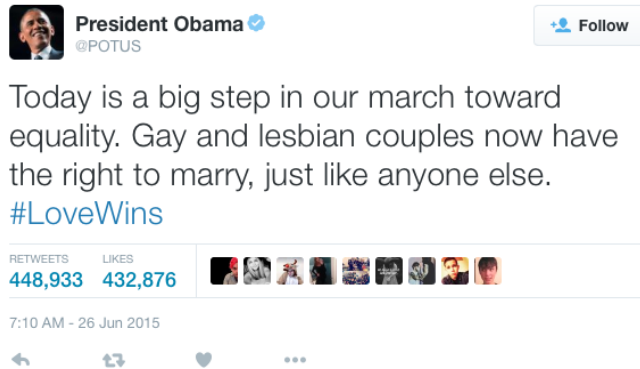 President Obama
@POTUS
Follow
Today is a big step in our march toward
equality. Gay and lesbian couples now have
the right to marry, just like anyone else.
#LoveWins
RETWEETS LIKES
448,933 432,876
7:10 AM - 26 Jun 2015